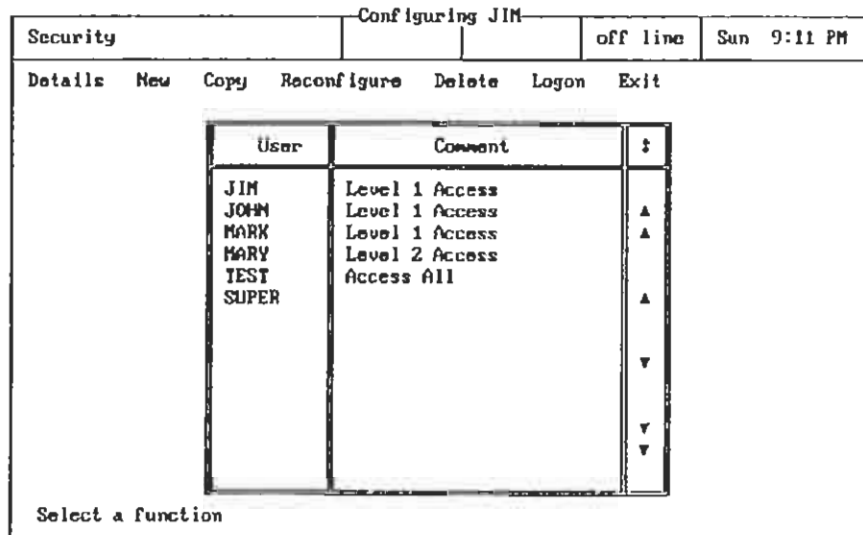 Configuring JIM
Security off line Sun 9:11 PM
Details New Copy Reconfigure Delete Logon Exit
User Comment
JIM Level 1 Access
JOHN Level 1 Access
MARK Level 1 Access
MARY Level 2 Access
TEST Access All
SUPER
Select a function